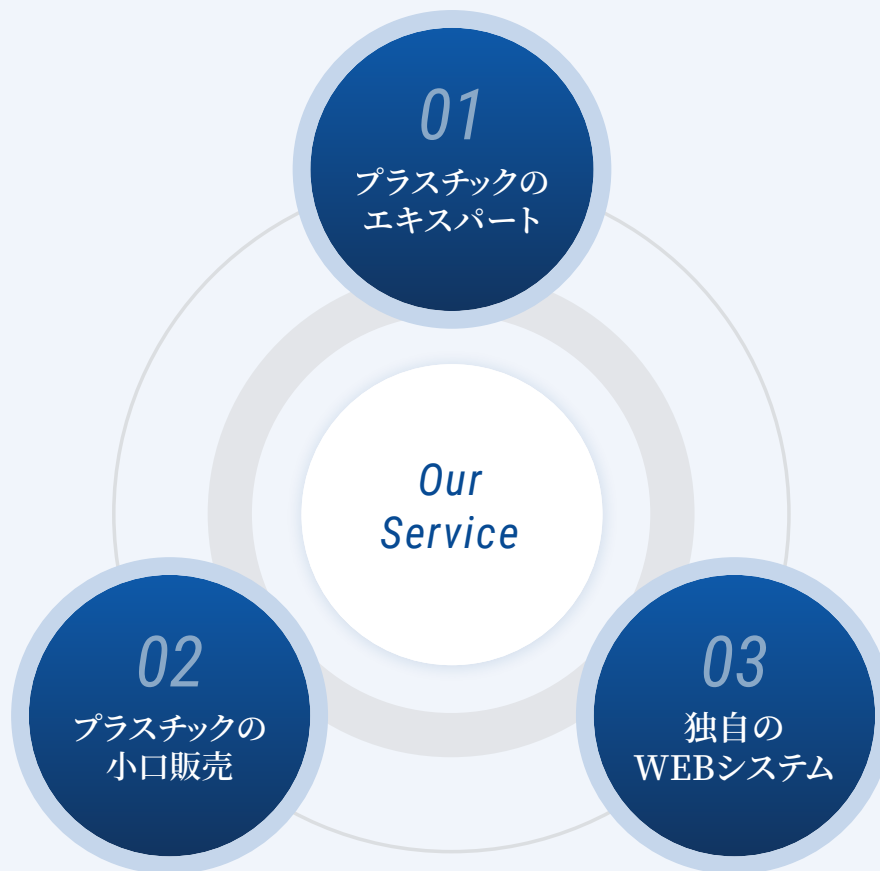 01
プラスチックの
エキスパート
Our
Service
02
プラスチックの
小口販売
03
独自の
WEBシステム